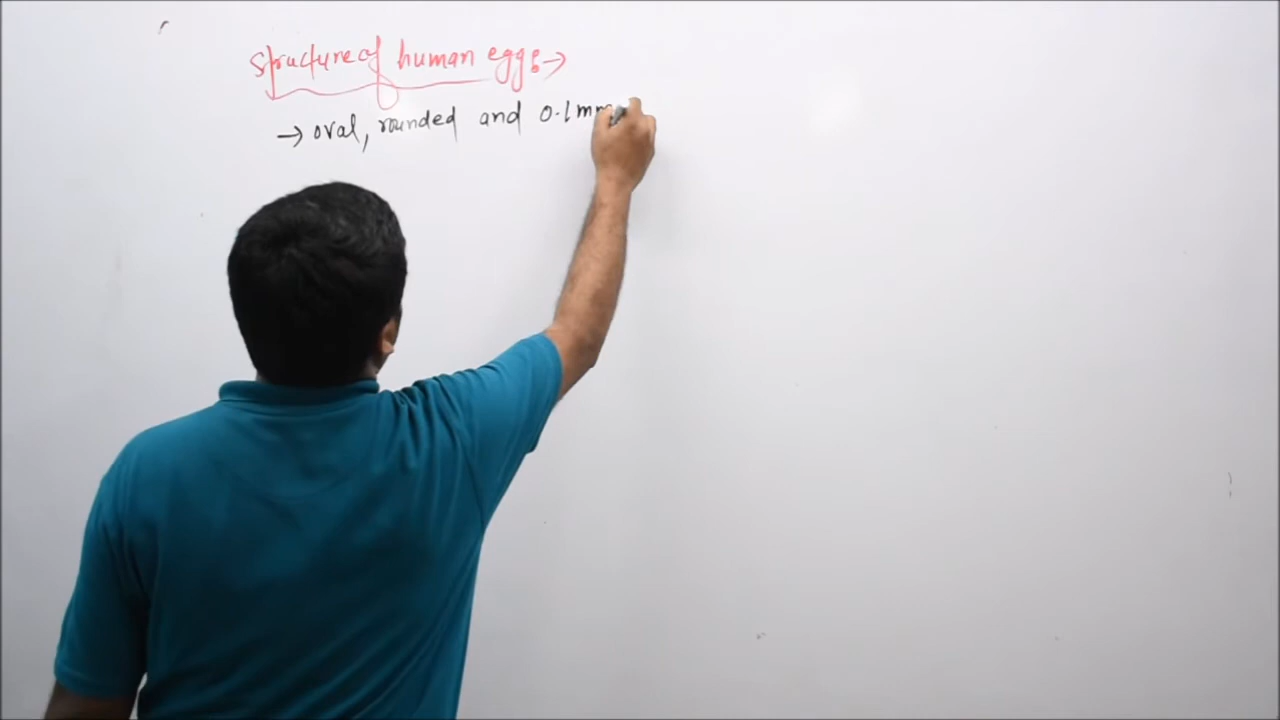 Structure of human egg :→
→ oval, rounded and 0.1mm